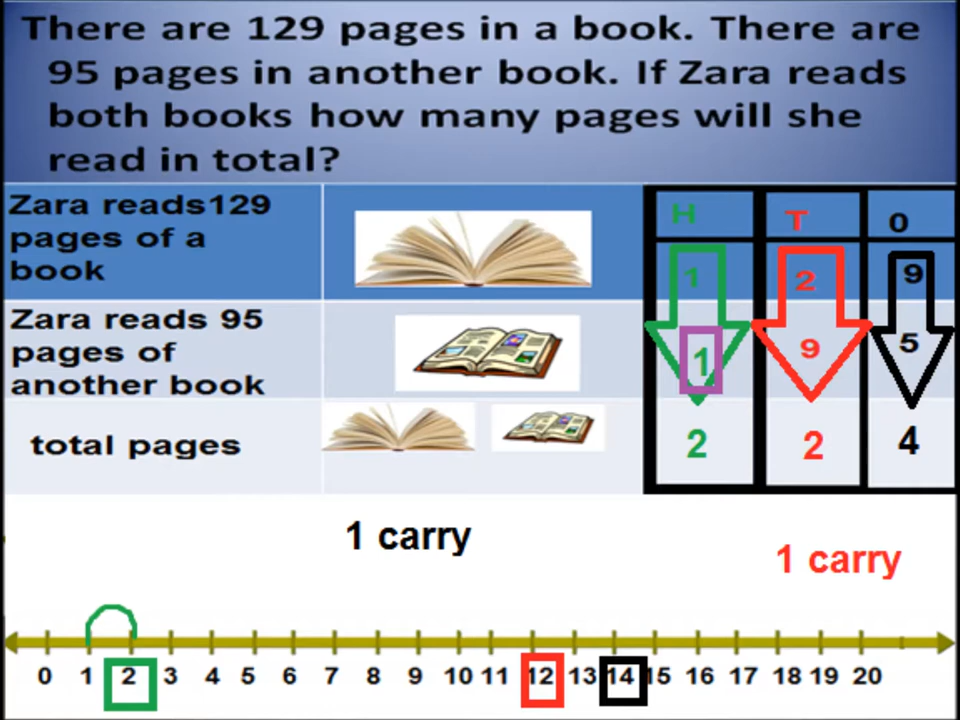 There are 129 pages in a book. There are
95 pages in another book. If Zara reads
both books how many pages will she
read in total?
Zara reads129
pages of a
book
H T 0
1 2 9
Zara reads 95
pages of
another book
1 9 5
total pages
2 2 4
1 carry
1 carry
0 1 2 3 4 5 6 7 8 9 10 11 12 13 14 15 16 17 18 19 20